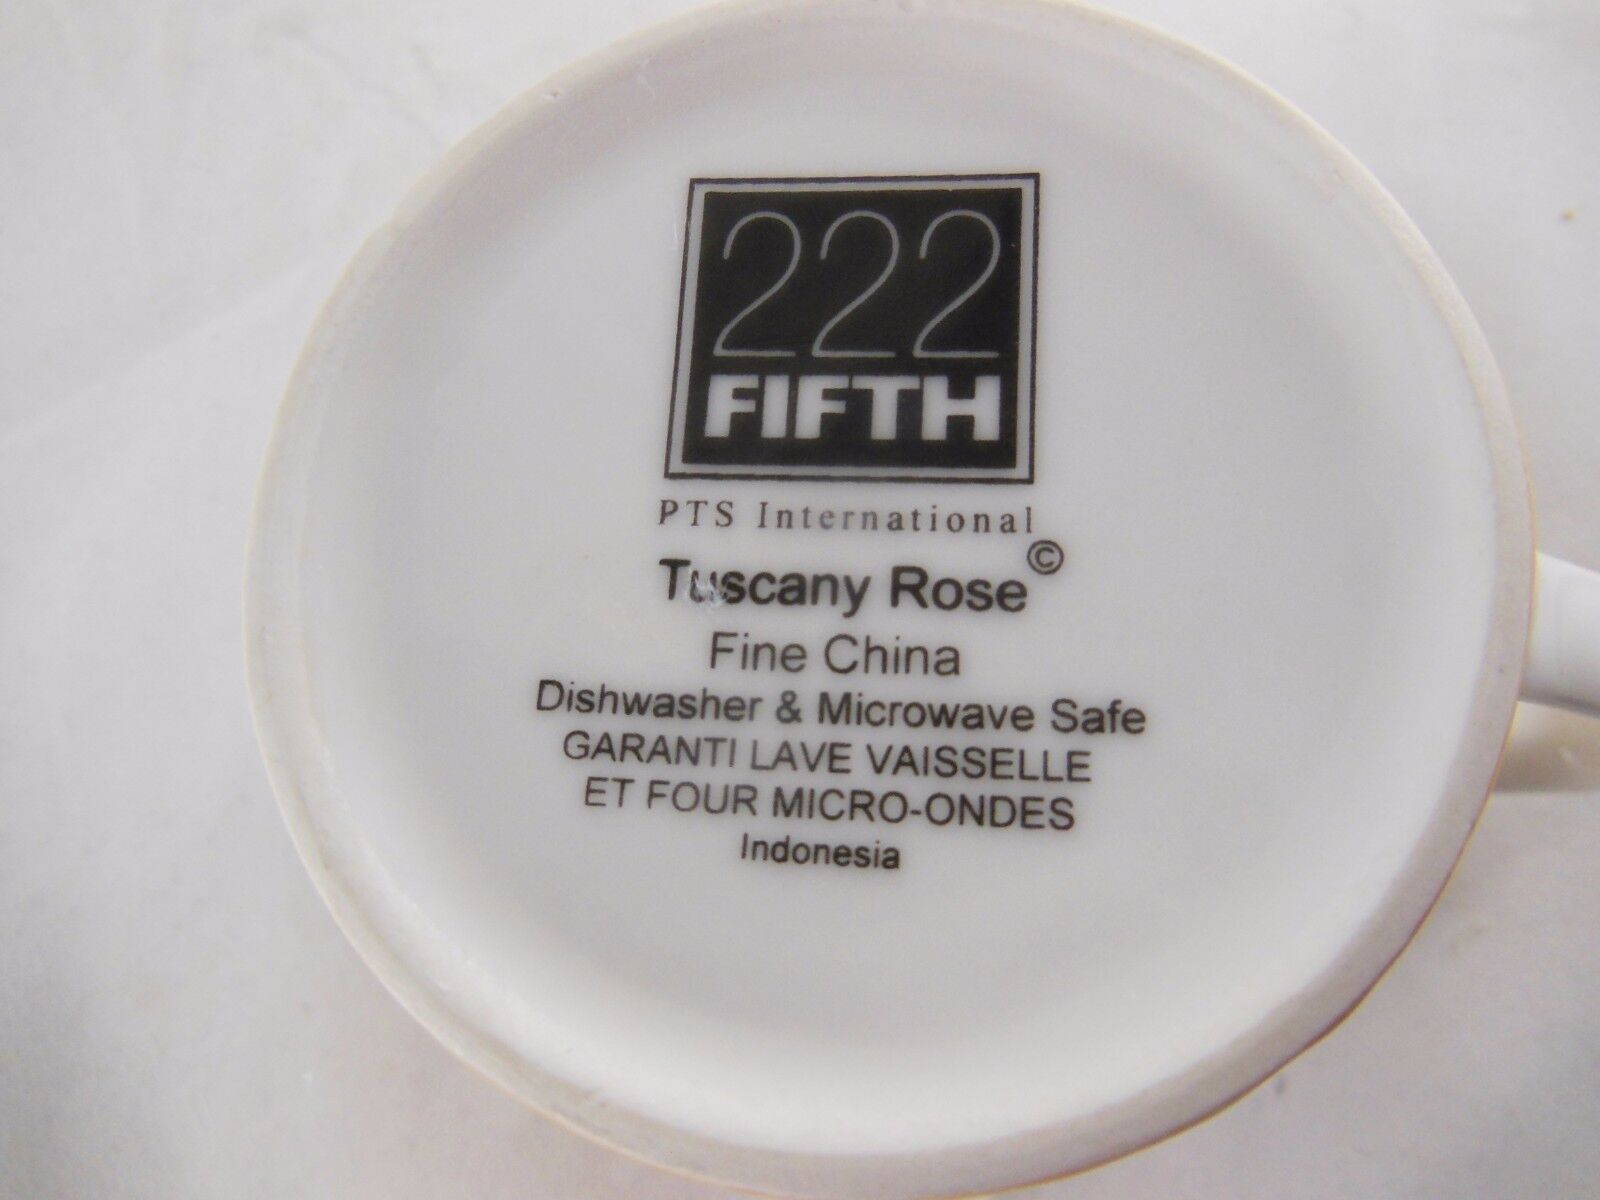 222
FIFTH
PTS International
Tuscany Rose©
Fine China
Dishwasher & Microwave Safe
GARANTI LAVE VAISSELLE
ET FOUR MICRO-ONDES
Indonesia